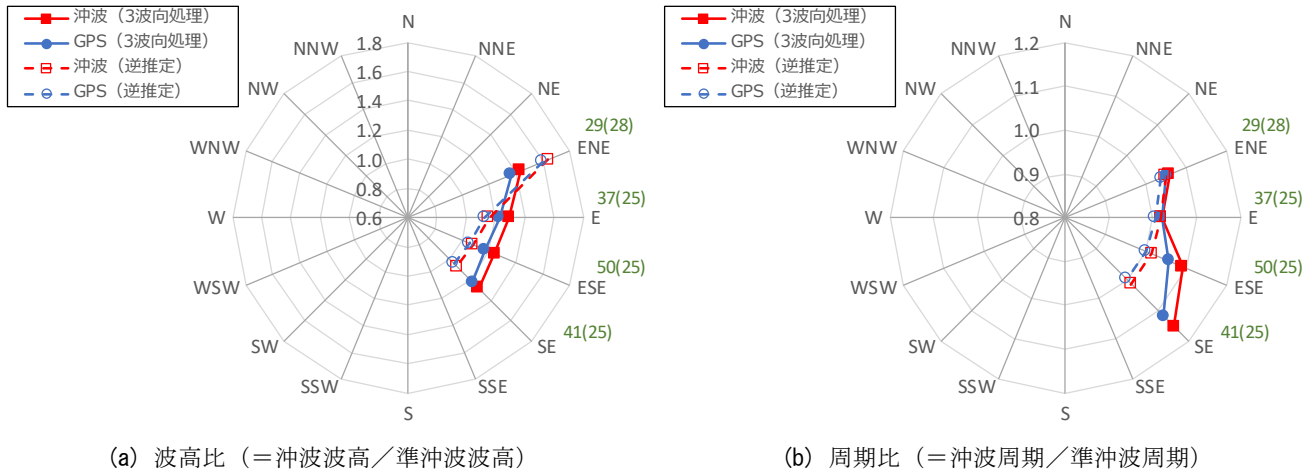 沖波（3波向処理）
GPS（3波向処理）
沖波（逆推定）
GPS（逆推定）
N
NNE
NE
ENE
E
ESE
SE
SSE
S
SSW
SW
WSW
W
WNW
NW
NNW
1.8
1.6
1.4
1.2
1.0
0.8
0.6
29(28)
37(25)
50(25)
41(25)
(a) 波高比（＝沖波波高／準沖波波高）
沖波（3波向処理）
GPS（3波向処理）
沖波（逆推定）
GPS（逆推定）
N
NNE
NE
ENE
E
ESE
SE
SSE
S
SSW
SW
WSW
W
WNW
NW
NNW
1.2
1.1
1.0
0.9
0.8
29(28)
37(25)
50(25)
41(25)
(b) 周期比（＝沖波周期／準沖波周期）